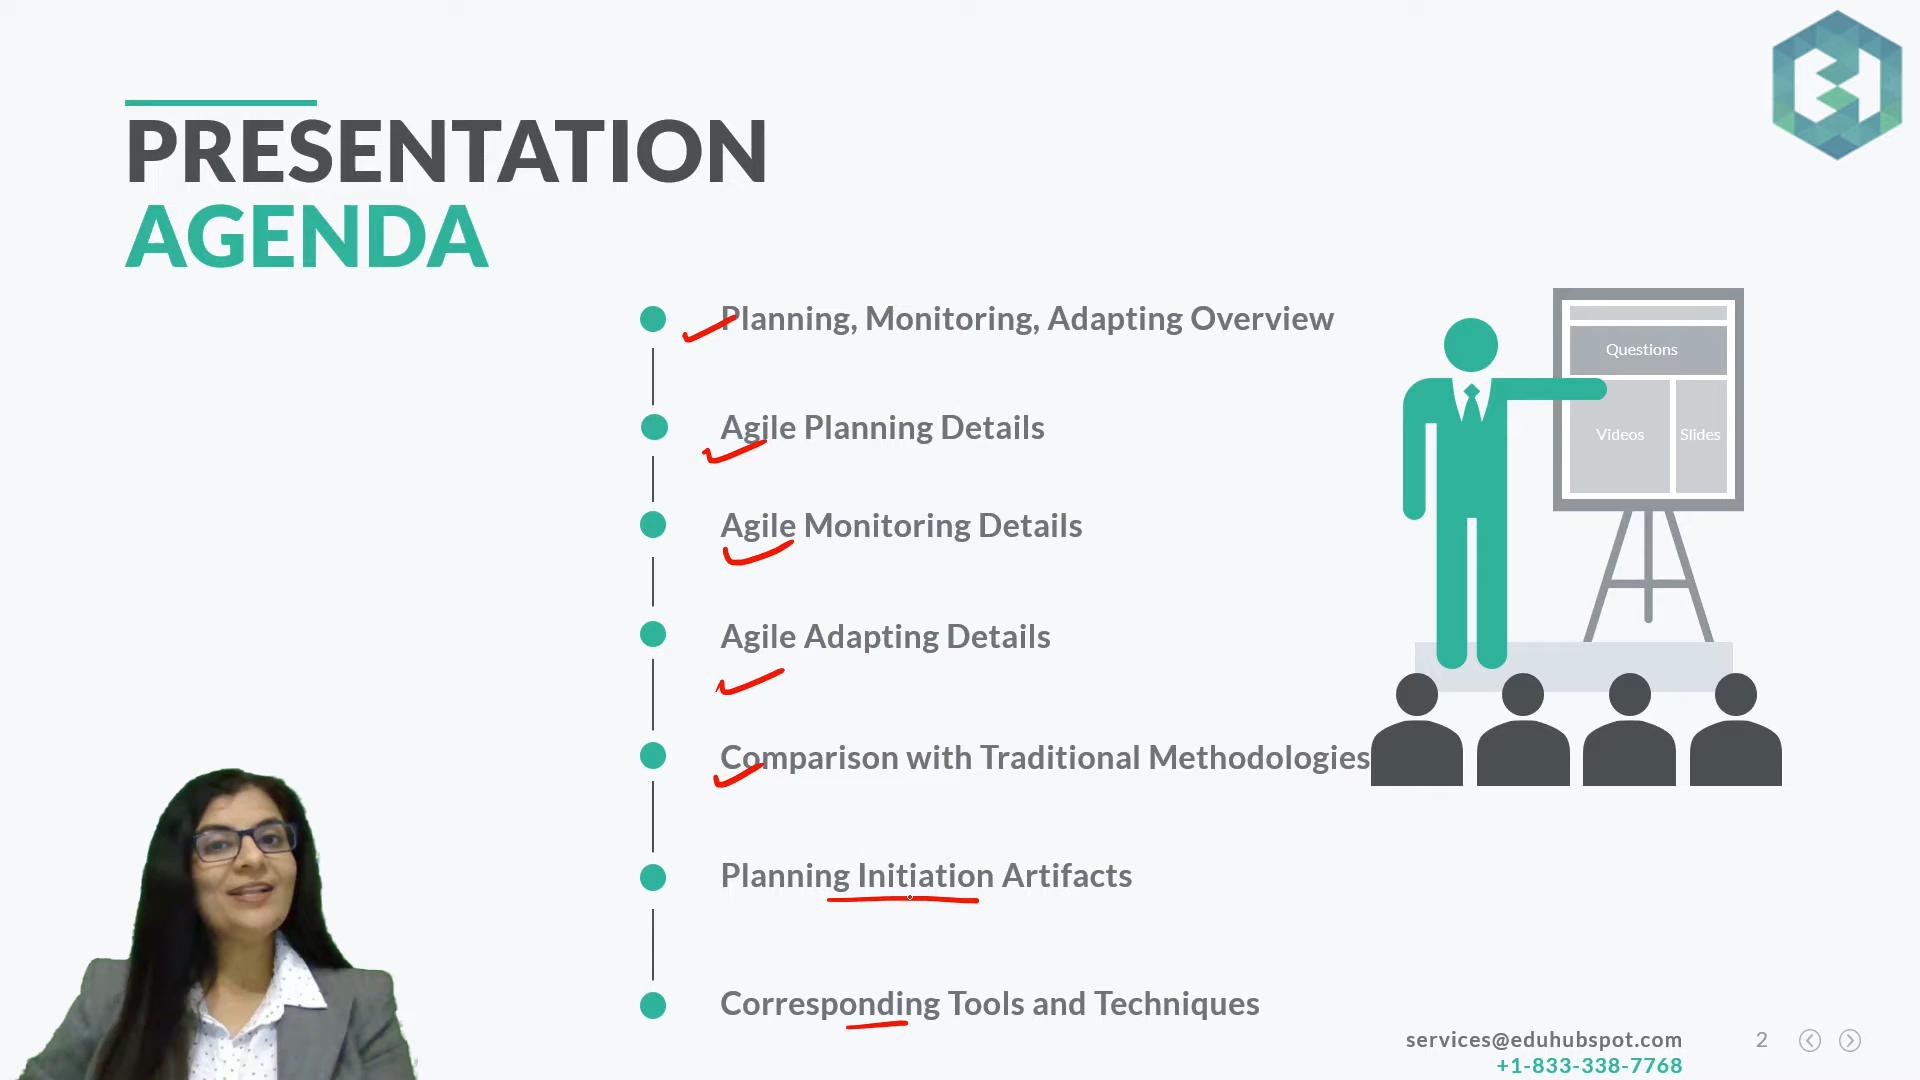 PRESENTATION
AGENDA
Planning, Monitoring, Adapting Overview
Agile Planning Details
Agile Monitoring Details
Agile Adapting Details
Comparison with Traditional Methodologies
Planning Initiation Artifacts
Corresponding Tools and Techniques
Questions
Videos
Slides
services@eduhubspot.com
+1-833-338-7768
2